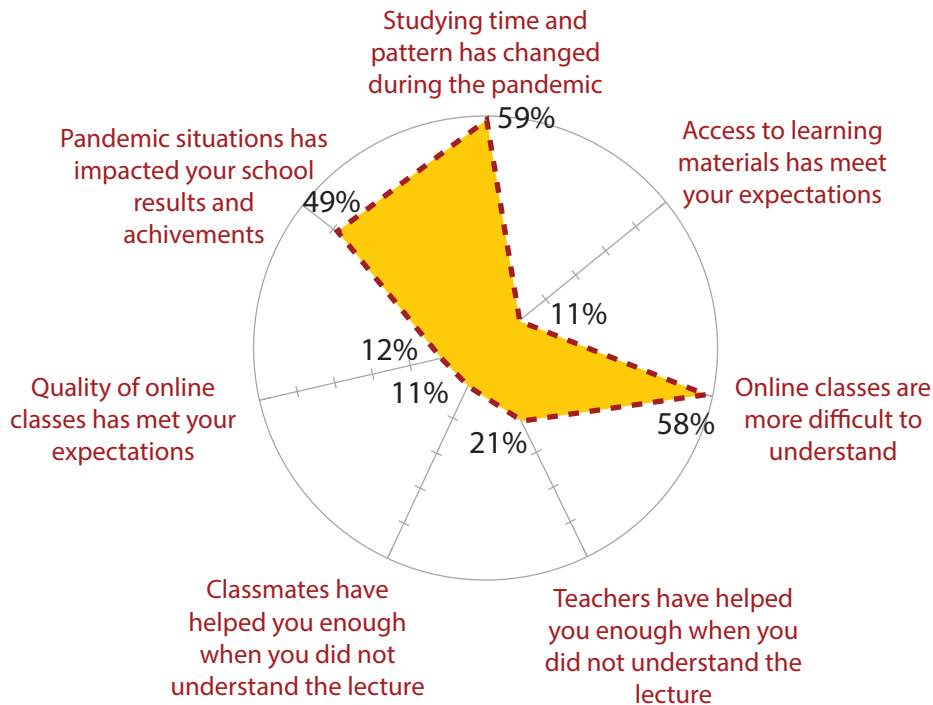 Studying time and
pattern has changed
during the pandemic
59%
Access to learning
materials has meet
your expectations
11%
Online classes are
more difficult to
understand
58%
Teachers have helped
you enough when you
did not understand the
lecture
21%
Classmates have
helped you enough
when you did not
understand the lecture
11%
Quality of online
classes has met your
expectations
12%
Pandemic situations has
impacted your school
results and
achivements
49%